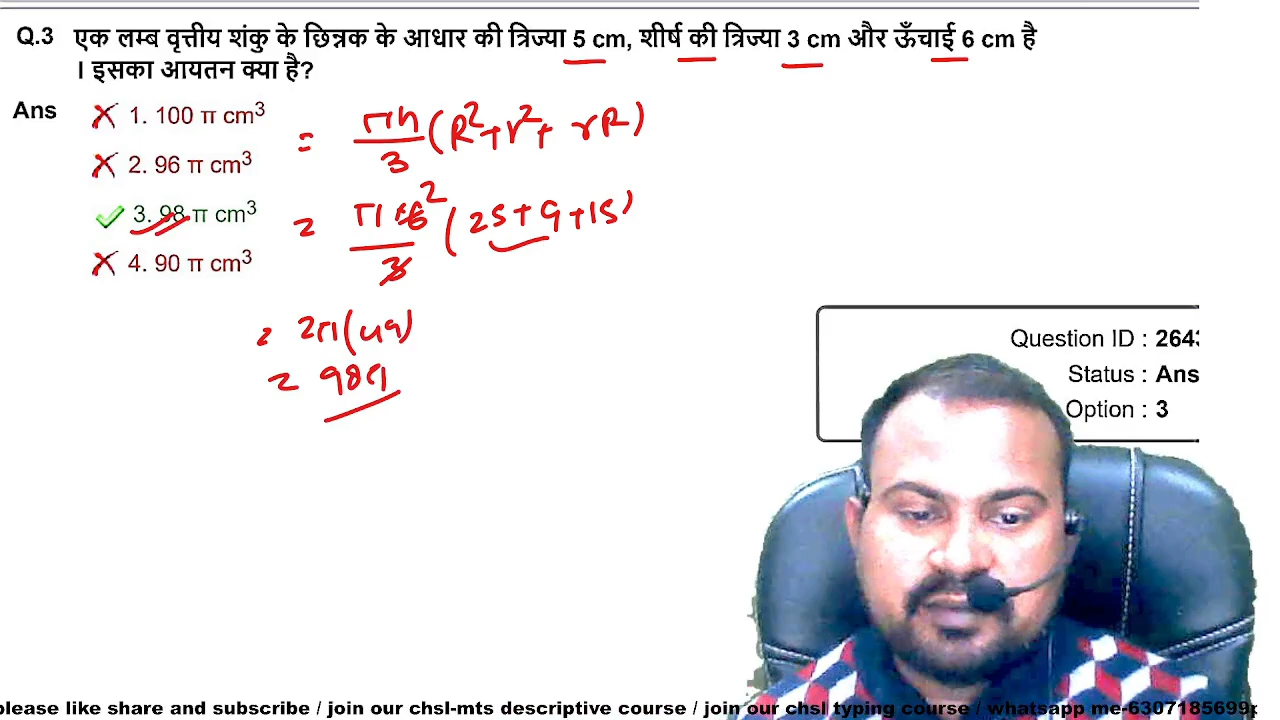 Q.3 एक लम्ब वृत्तीय शंकु के छिन्नक के आधार की त्रिज्या 5 cm, शीर्ष की त्रिज्या 3 cm और ऊँचाई 6 cm है
। इसका आयतन क्या है?
Ans
1. 100 π cm³
2. 96 π cm³
3. 98 π cm³
4. 90 π cm³
= πh/3 (R² + r² + rR)
= π × 6/3 2 (25 + 9 + 15)
= 2π(49)
= 98π
Question ID : 2643
Status : Ans
Option : 3
please like share and subscribe / join our chsl-mts descriptive course / join our chsl typing course / whatsapp me-6307185699